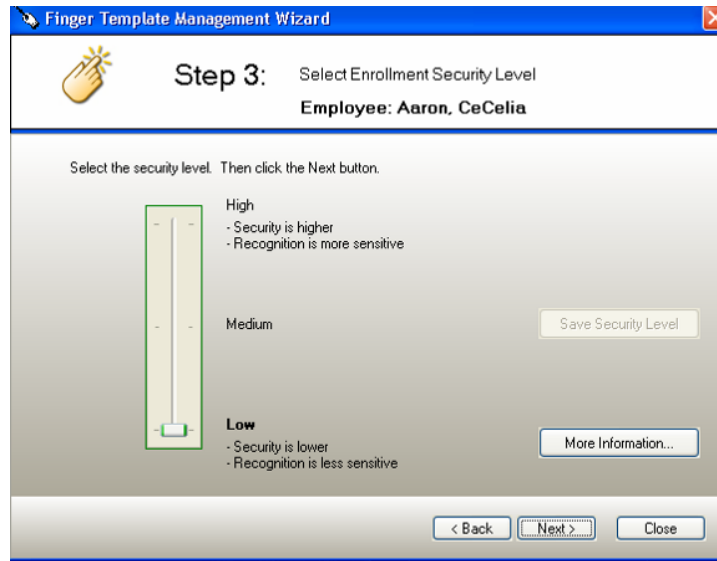 Finger Template Management Wizard
Step 3:
Select Enrollment Security Level
Employee: Aaron, CeCelia
Select the security level. Then click the Next button.
High
- Security is higher
- Recognition is more sensitive
Medium
Save Security Level
Low
- Security is lower
- Recognition is less sensitive
More Information...
< Back
Next >
Close